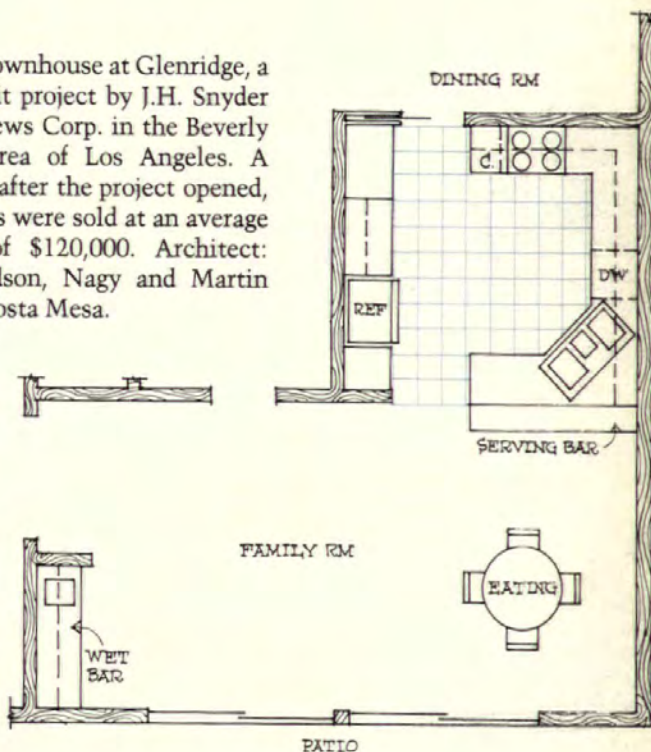 ownhouse at Glenridge, a
it project by J.H. Snyder
ews Corp. in the Beverly
rea of Los Angeles. A
after the project opened,
s were sold at an average
of $120,000. Architect:
lson, Nagy and Martin
osta Mesa.
DINING RM
C.
DW
REF
SERVING BAR
FAMILY RM
EATING
WET
BAR
PATIO